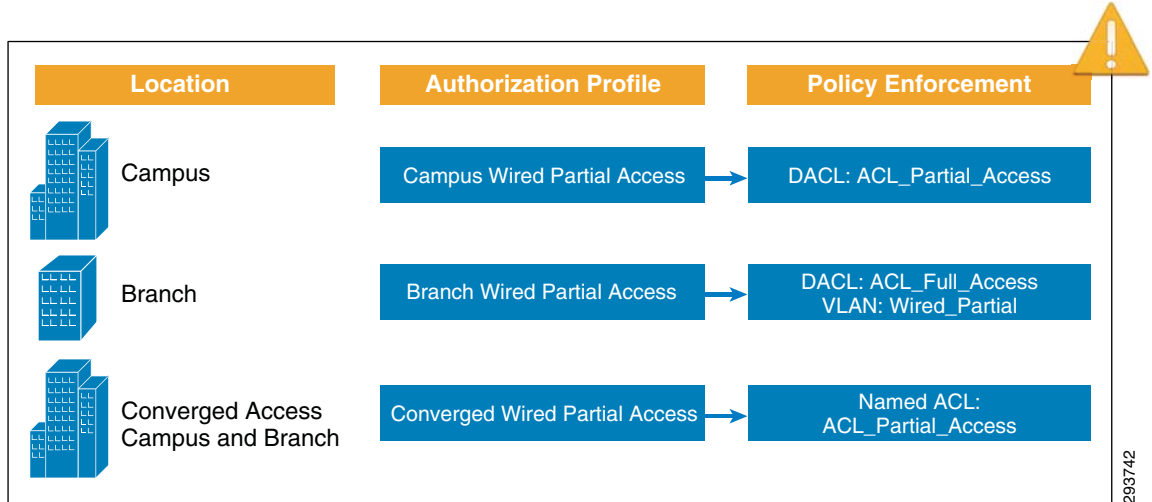 Location
Authorization Profile
Policy Enforcement
Campus
Campus Wired Partial Access
DACL: ACL_Partial_Access
Branch
Branch Wired Partial Access
DACL: ACL_Full_Access
VLAN: Wired_Partial
Converged Access
Campus and Branch
Converged Wired Partial Access
Named ACL:
ACL_Partial_Access
293742